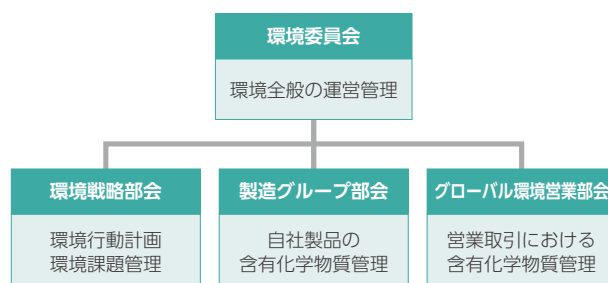 環境委員会
環境全般の運営管理
環境戦略部会
環境行動計画
環境課題管理
製造グループ部会
自社製品の
含有化学物質管理
グローバル環境営業部会
営業取引における
含有化学物質管理